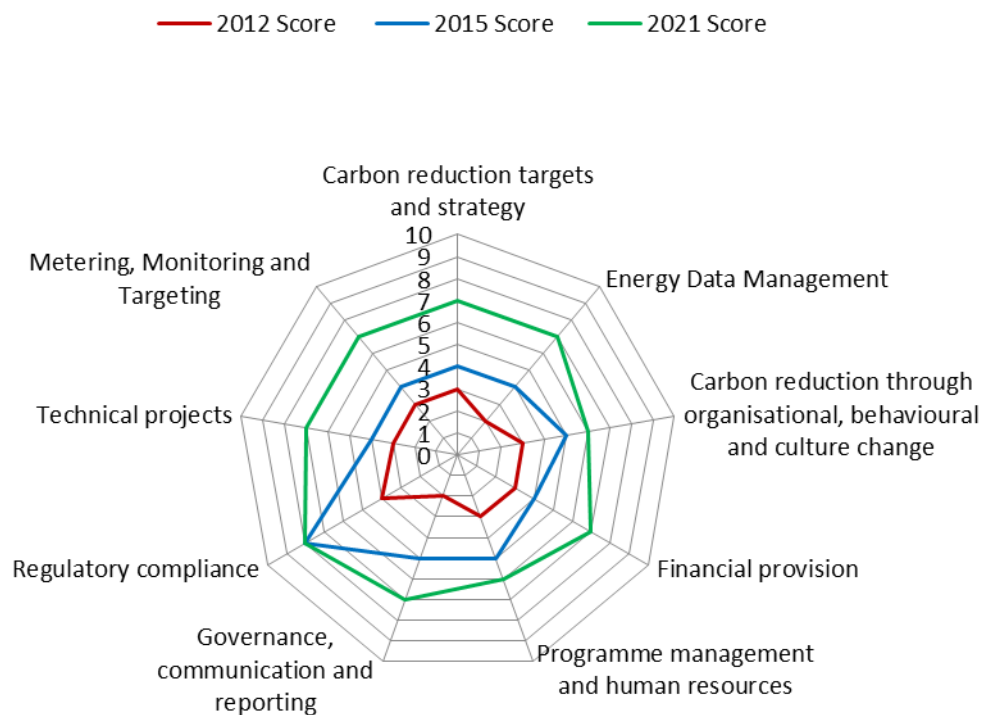 2012 Score 2015 Score 2021 Score
Carbon reduction targets
and strategy
10
9
8
7
6
5
4
3
2
1
0
Energy Data Management
Carbon reduction through
organisational, behavioural
and culture change
Financial provision
Programme management
and human resources
Governance,
communication and
reporting
Regulatory compliance
Technical projects
Metering, Monitoring and
Targeting